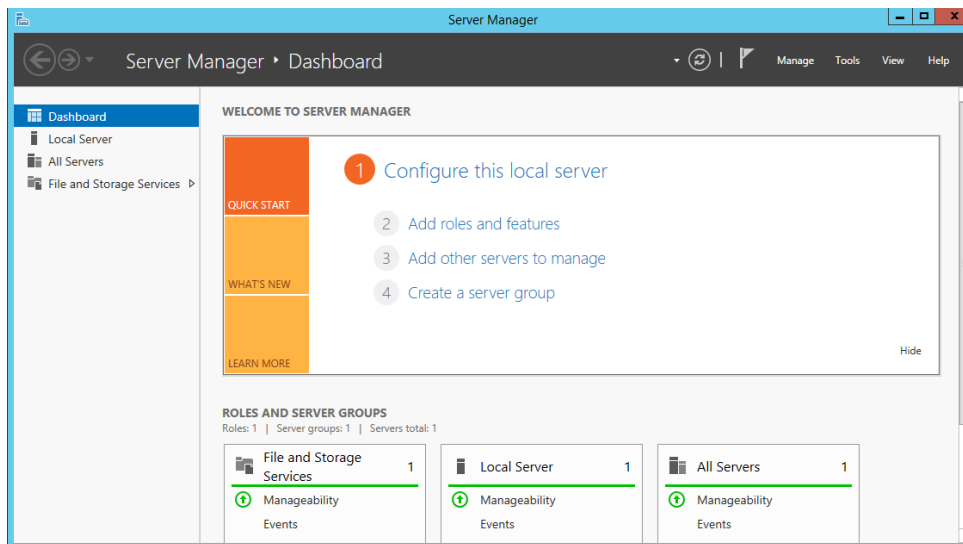 Server Manager
Server Manager • Dashboard
Manage Tools View Help
Dashboard
Local Server
All Servers
File and Storage Services
WELCOME TO SERVER MANAGER
QUICK START
WHAT'S NEW
LEARN MORE
1 Configure this local server
2 Add roles and features
3 Add other servers to manage
4 Create a server group
Hide
ROLES AND SERVER GROUPS
Roles: 1 | Server groups: 1 | Servers total: 1
File and Storage
Services 1
Manageability
Events
Local Server 1
Manageability
Events
All Servers 1
Manageability
Events